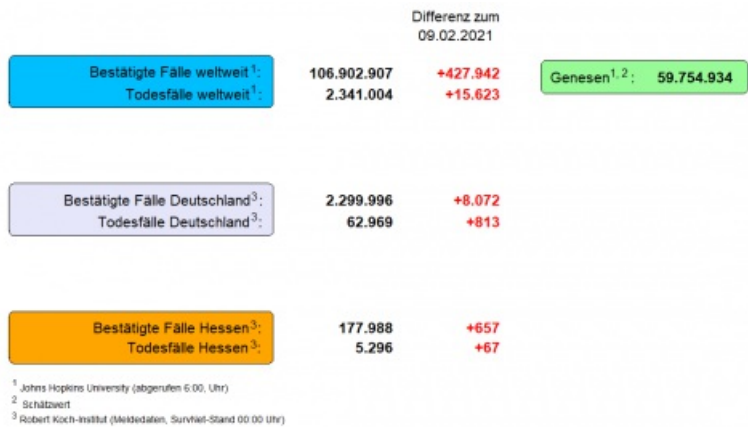 Differenz zum
09.02.2021
Bestätigte Fälle weltweit¹: 106.902.907 +427.942 Genesen¹,²: 59.754.934
Todesfälle weltweit¹: 2.341.004 +15.623
Bestätigte Fälle Deutschland³: 2.299.996 +8.072
Todesfälle Deutschland³: 62.969 +813
Bestätigte Fälle Hessen³: 177.988 +657
Todesfälle Hessen³: 5.296 +67
¹ Johns Hopkins University (abgerufen 6:00, Uhr)
² Schätzwert
³ Robert Koch-Institut (Meldedaten, SurvNet-Stand 00:00 Uhr)